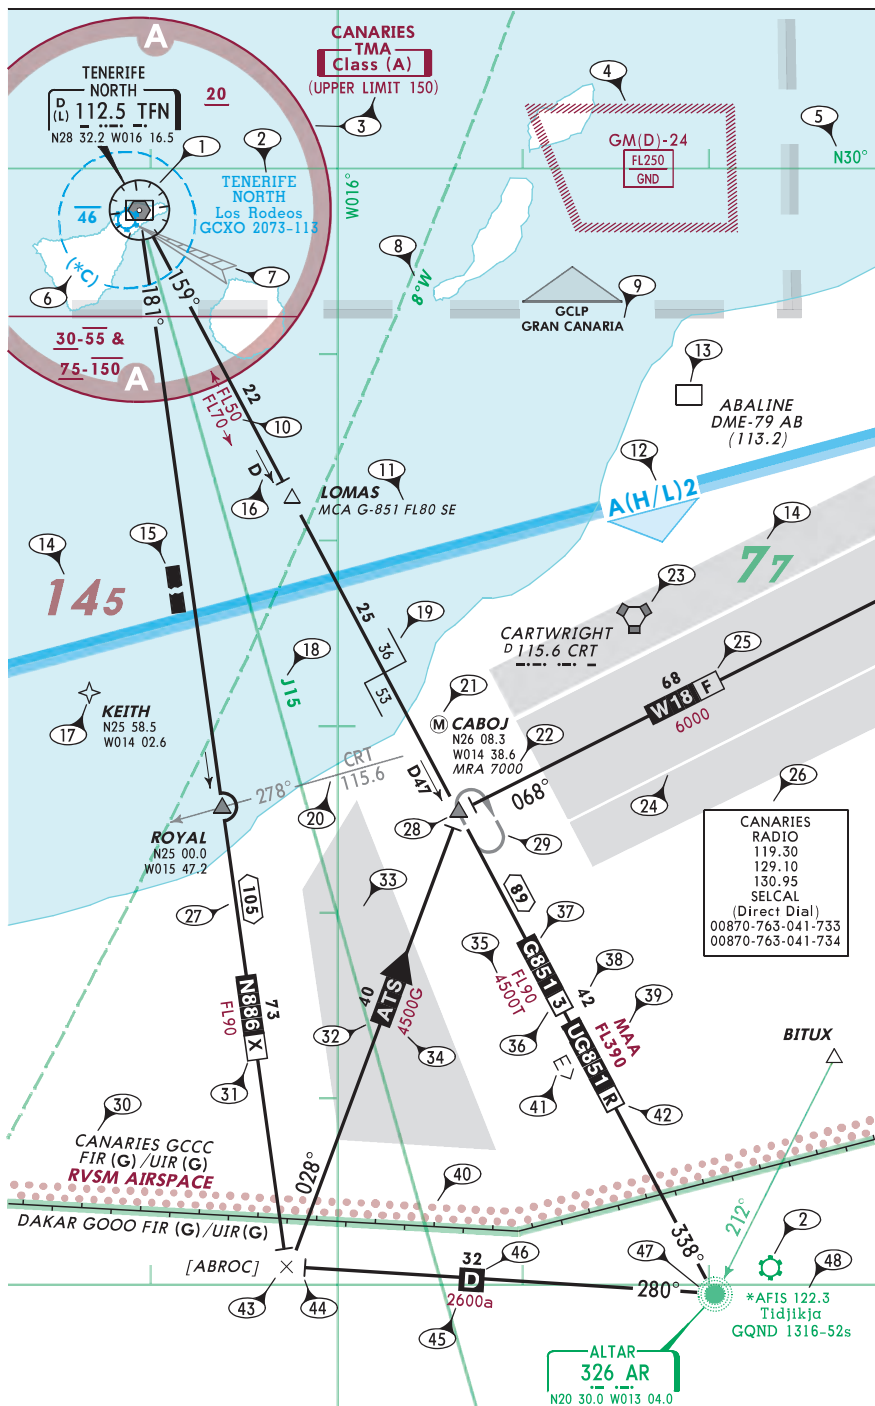 A
CANARIES
TMA
Class (A)
(UPPER LIMIT 150)
TENERIFE
NORTH
D
(L) 112.5 TFN
N28 32.2 W016 16.5
20
1
2
3
4
5
GM(D)-24
FL250
GND
N30°
W016°
TENERIFE
NORTH
Los Rodeos
GCXO 2073-113
46
(*C)
6
7
8
8°W
9
GCLP
GRAN CANARIA
181°
159°
30-55 &
75-150
A
FL50
FL70
22
10
13
ABALINE
DME-79 AB
(113.2)
D
16
11
LOMAS
MCA G-851 FL80 SE
12
A(H/L)2
14
145
15
14
77
25
36
53
19
23
CARTWRIGHT
D 115.6 CRT
18
J15
17
KEITH
N25 58.5
W014 02.6
21
M
CABOJ
N26 08.3
W014 38.6
MRA 7000
22
68
W18 F
6000
25
24
26
CRT
115.6
278°
20
D47
068°
28
29
ROYAL
N25 00.0
W015 47.2
CANARIES
RADIO
119.30
129.10
130.95
SELCAL
(Direct Dial)
00870-763-041-733
00870-763-041-734
105
27
33
89
37
35
G851 3
FL90
4500T
38
42
39
MAA
FL390
UG851 R
36
41
E
42
40
ATS
4500G
32
34
N886 X
FL90
73
31
BITUX
30
CANARIES GCCC
FIR (G)/UIR (G)
RVSM AIRSPACE
DAKAR GOOO FIR (G)/UIR(G)
028°
40
338°
212°
2
[ABROC]
43
44
32
D
2600a
45
46
280°
47
48
*AFIS 122.3
Tidjikja
GQND 1316-52s
ALTAR
326 AR
N20 30.0 W013 04.0